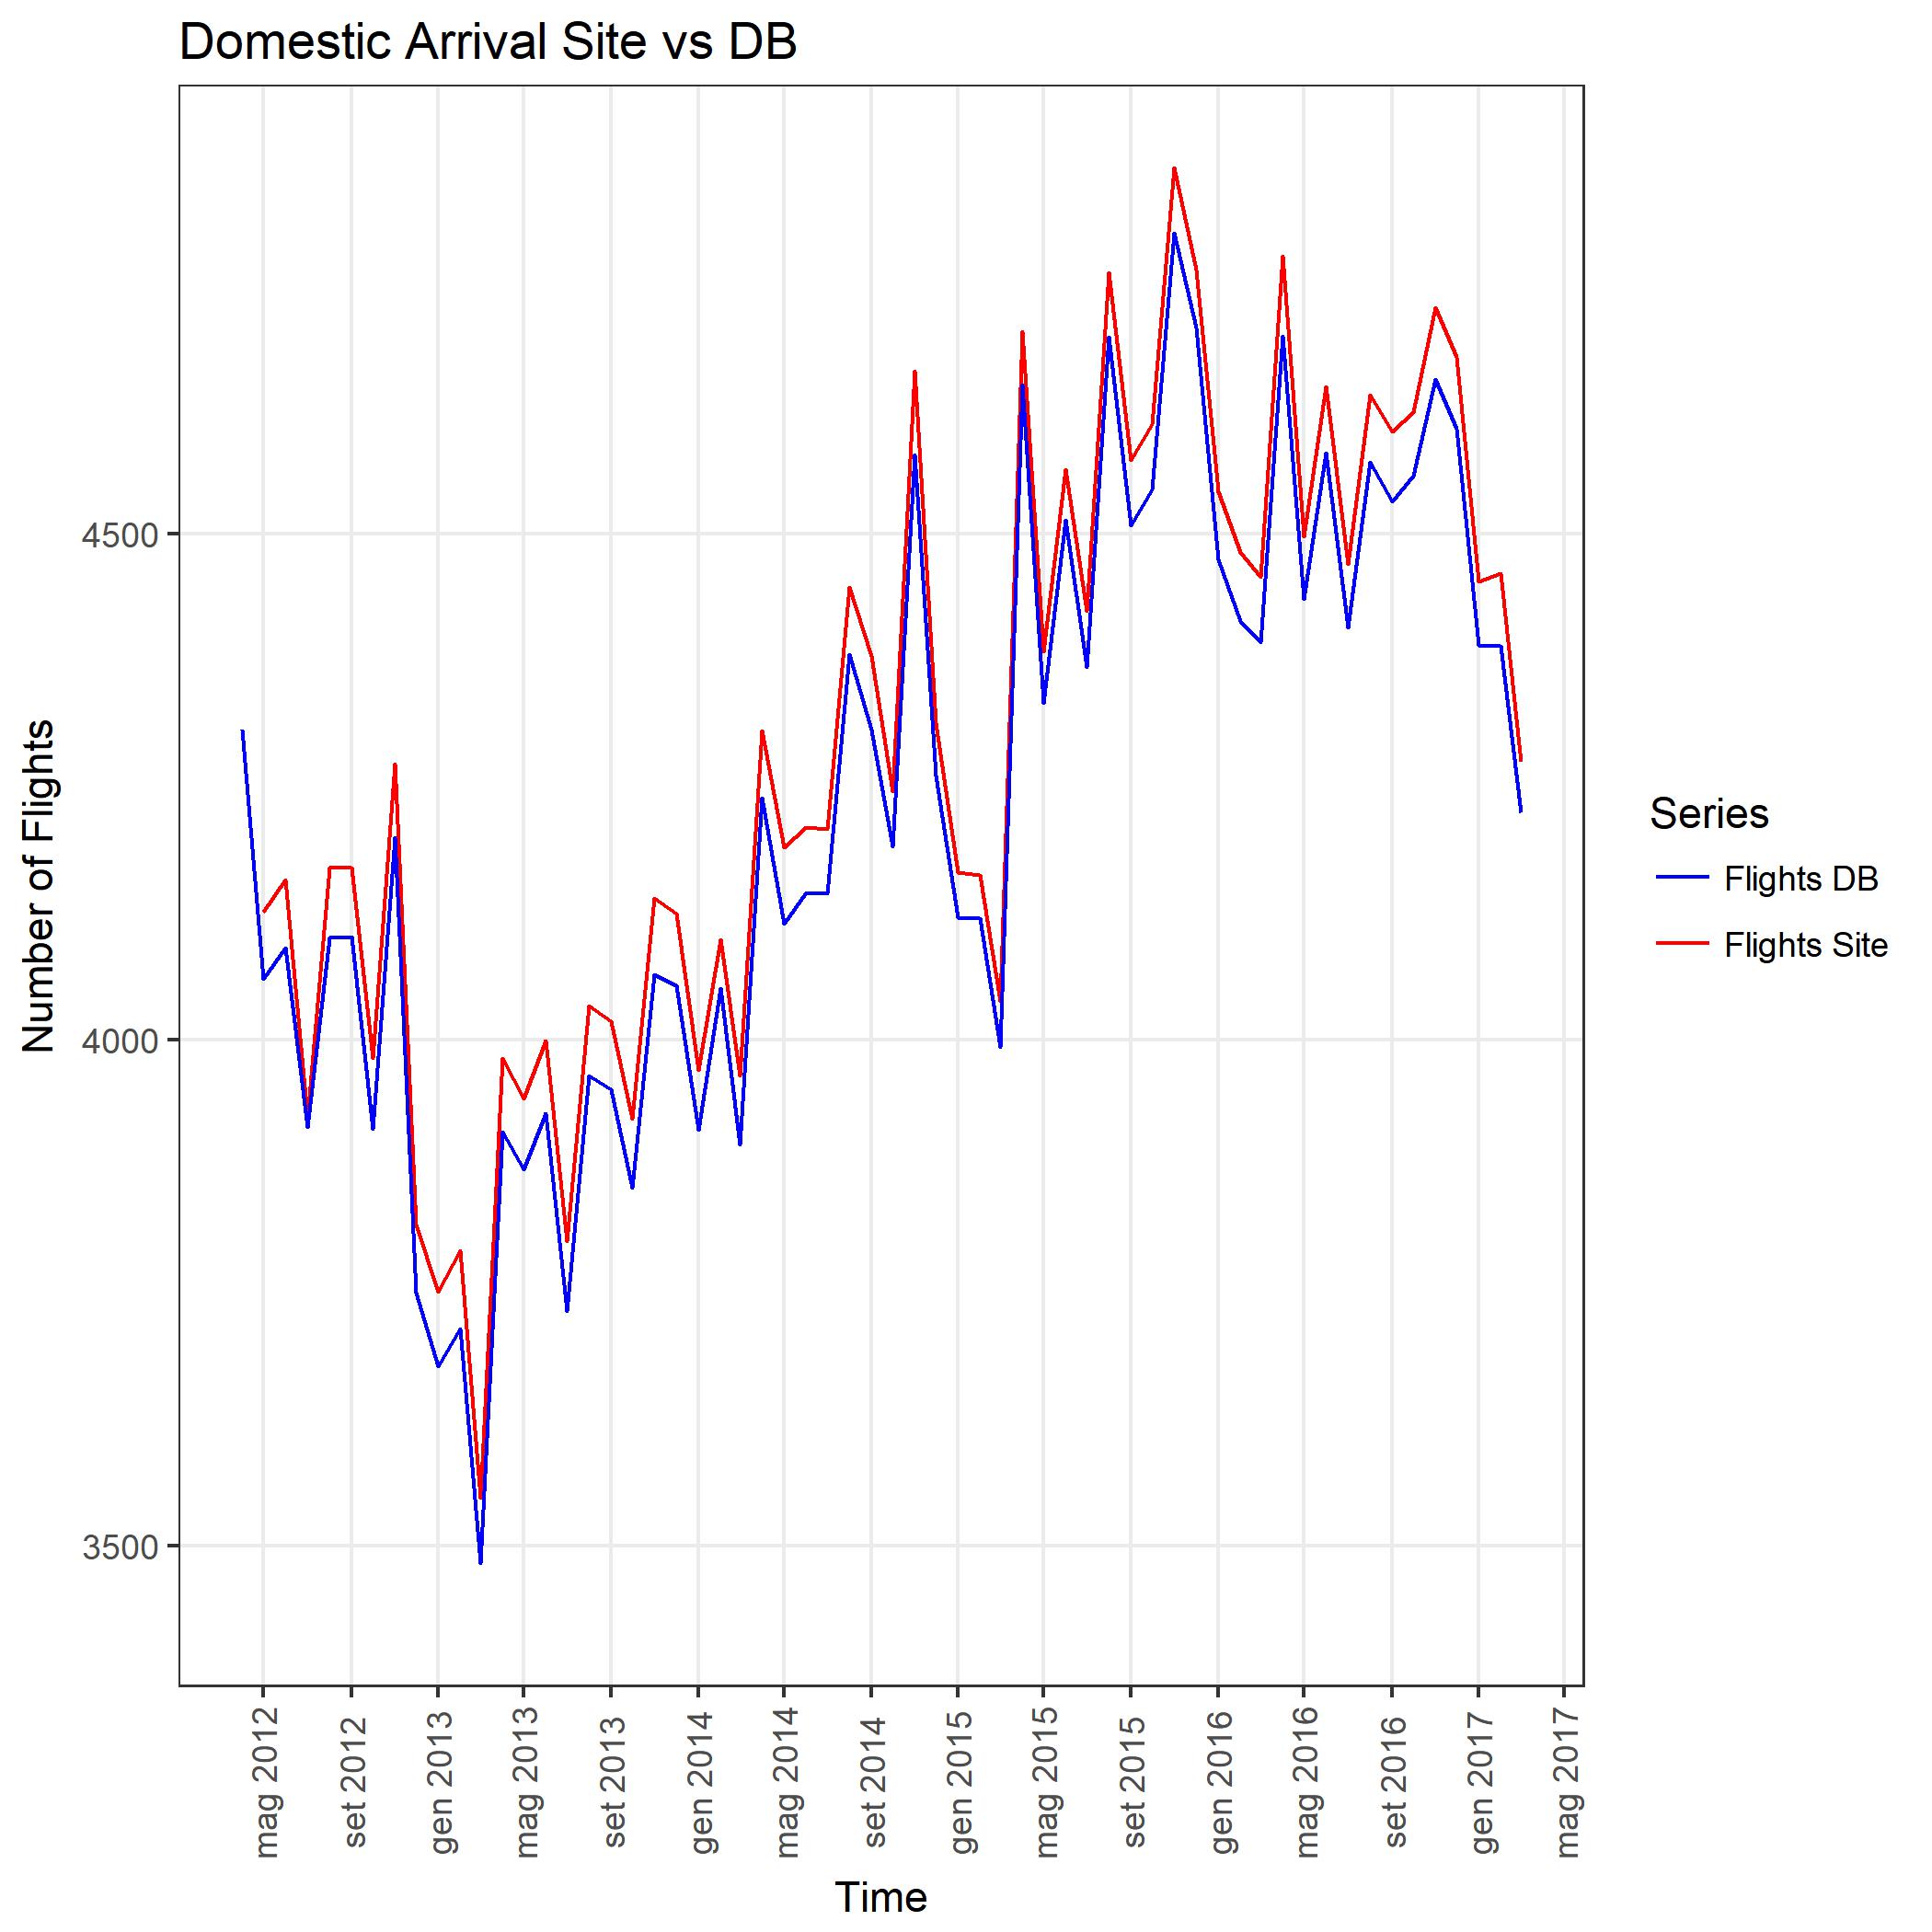 Domestic Arrival Site vs DB
Number of Flights
4500
4000
3500
mag 2012
set 2012
gen 2013
mag 2013
set 2013
gen 2014
mag 2014
set 2014
gen 2015
mag 2015
set 2015
gen 2016
mag 2016
set 2016
gen 2017
mag 2017
Time
Series
Flights DB
Flights Site